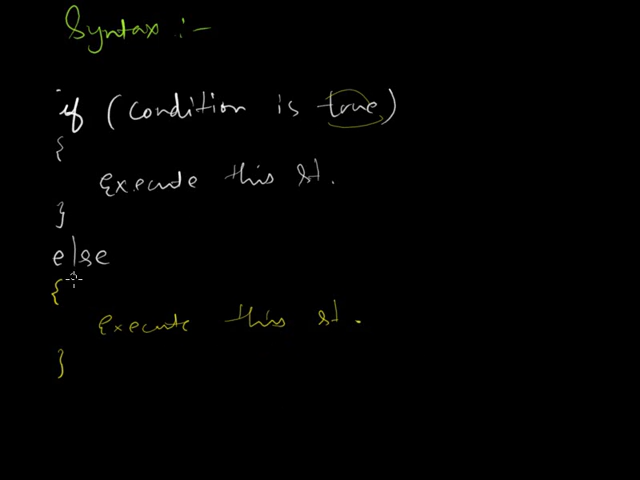 Syntax :-
if (condition is true)
{
Execute this st.
}
else
{
Execute this st.
}